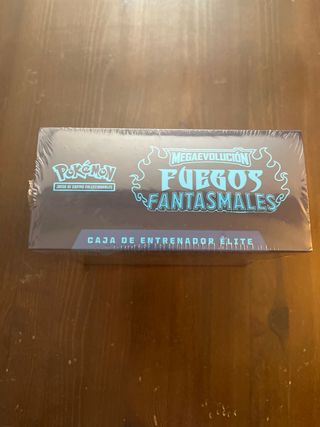 POKÉMON
JUEGO DE CARTAS COLECCIONABLES
MEGAEVOLUCIÓN
FUEGOS
FANTASMALES
CAJA DE ENTRENADOR ÉLITE